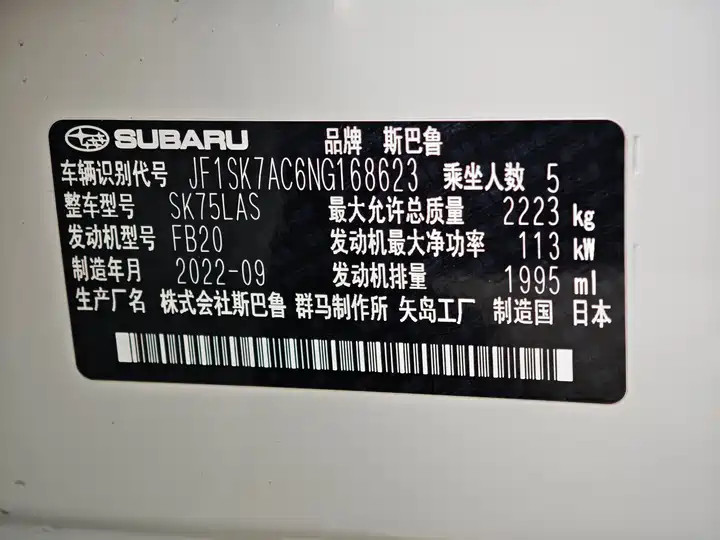 SUBARU 品牌 斯巴鲁
车辆识别代号 JF1SK7AC6NG168623 乘坐人数 5
整车型号 SK75LAS 最大允许总质量 2223 kg
发动机型号 FB20 发动机最大净功率 113 kW
制造年月 2022-09 发动机排量 1995 ml
生产厂名 株式会社斯巴鲁 群马制作所 矢岛工厂 制造国 日本